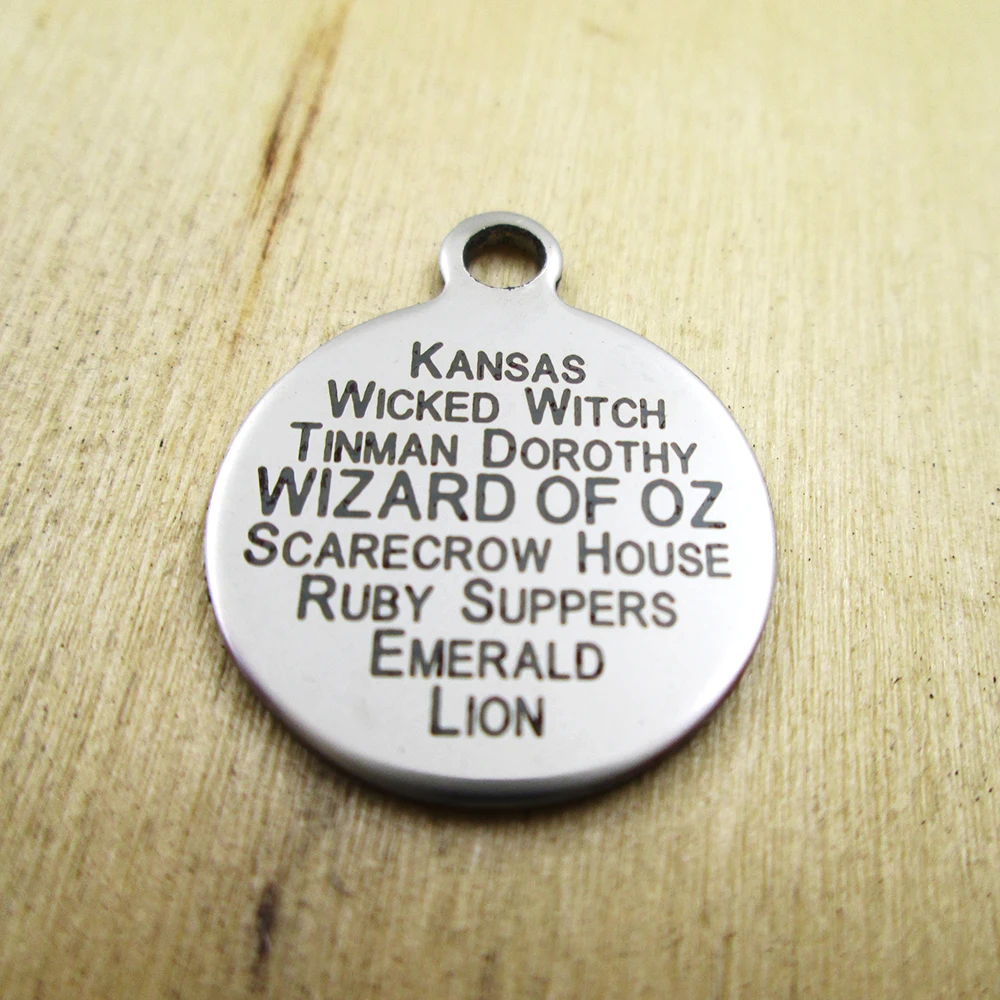 KANSAS
WICKED WITCH
TINMAN DOROTHY
WIZARD OF OZ
SCARECROW HOUSE
RUBY SUPPERS
EMERALD
LION